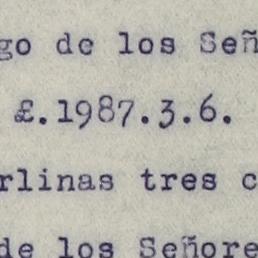 go de los Señ
£.1987.3.6.
rlinas tres c
de los Señore